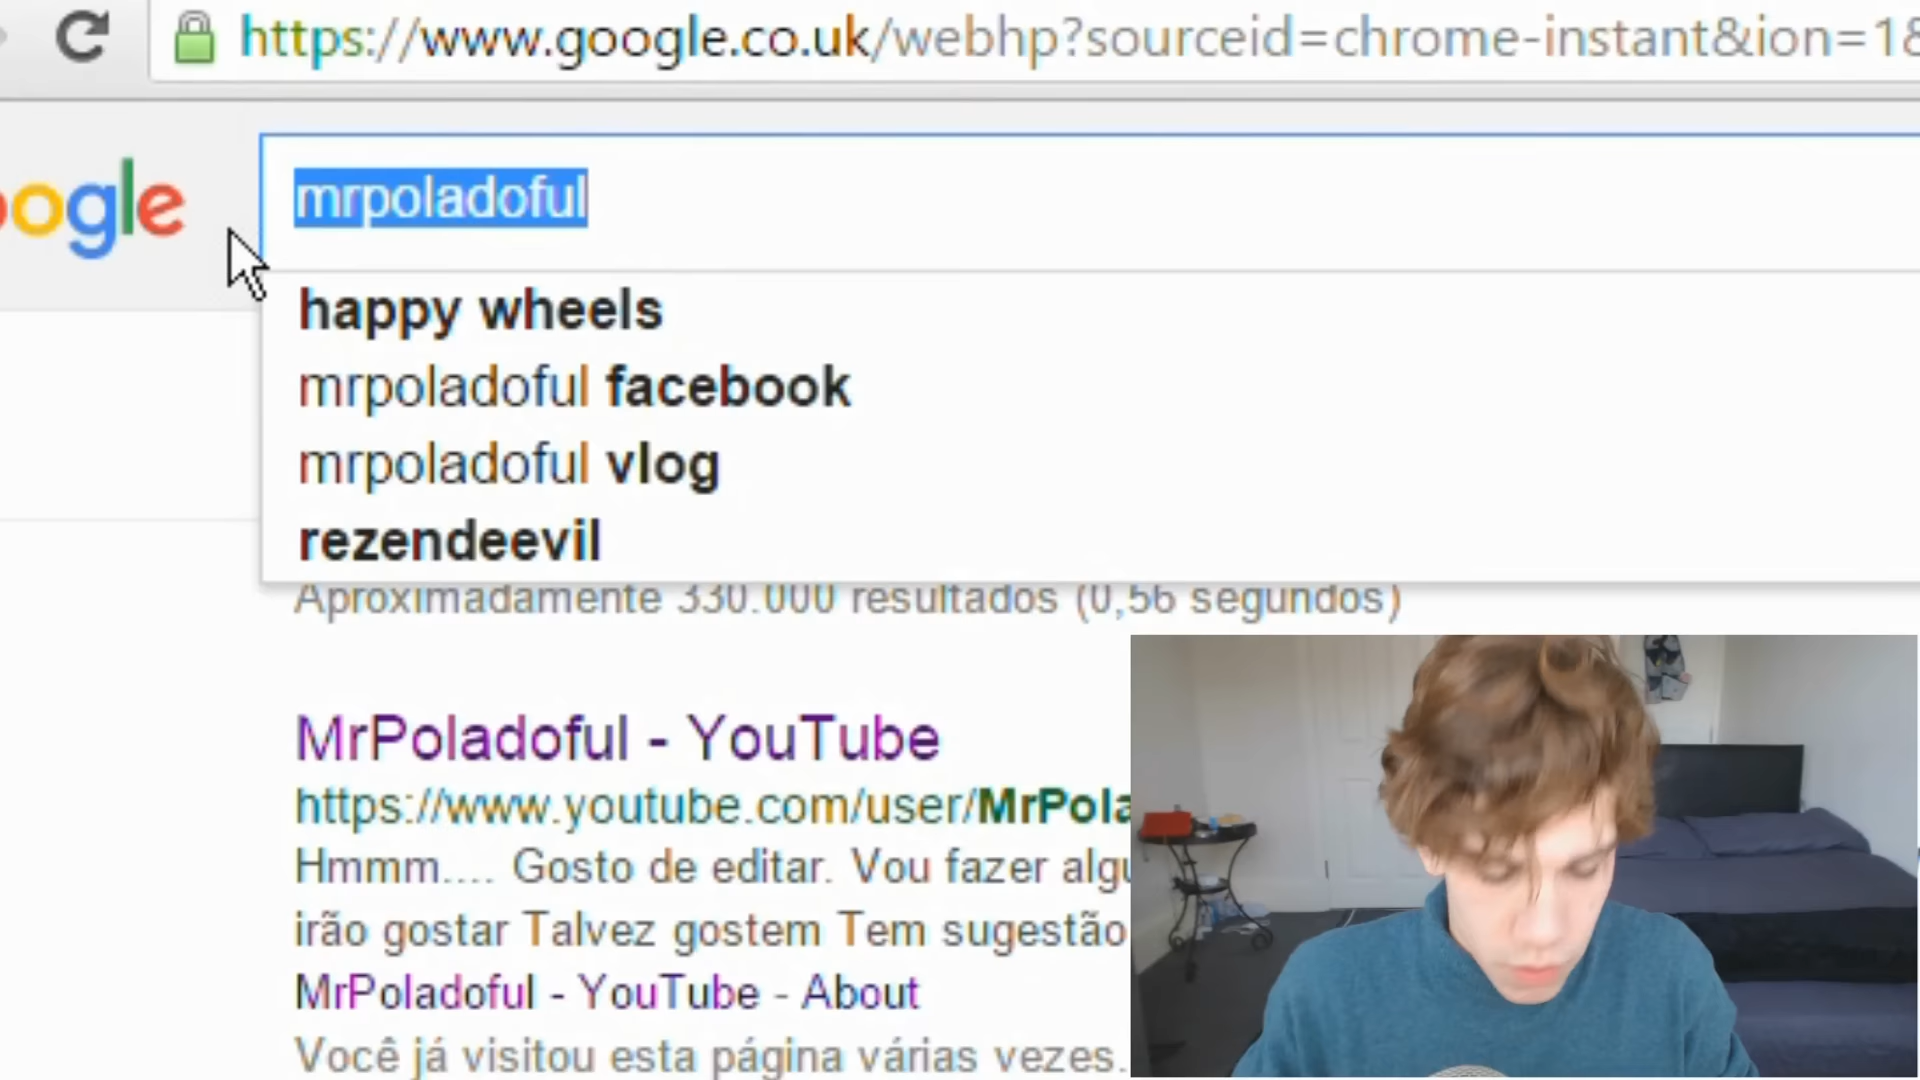 https://www.google.co.uk/webhp?sourceid=chrome-instant&ion=1&
oogle
mrpoladoful
happy wheels
mrpoladoful facebook
mrpoladoful vlog
rezendeevil
Aproximadamente 330.000 resultados (0,56 segundos)
MrPoladoful - YouTube
https://www.youtube.com/user/MrPola
Hmmm.... Gosto de editar. Vou fazer algu
irão gostar Talvez gostem Tem sugestão
MrPoladoful - YouTube - About
Você já visitou esta página várias vezes.